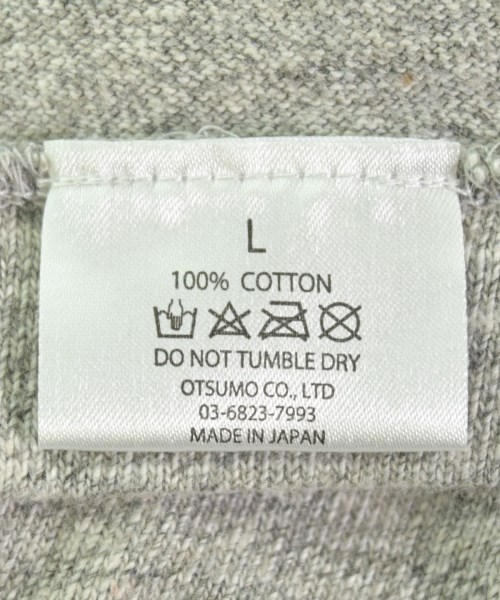 L
100% COTTON
DO NOT TUMBLE DRY
OTSUMO CO., LTD
03-6823-7993
MADE IN JAPAN